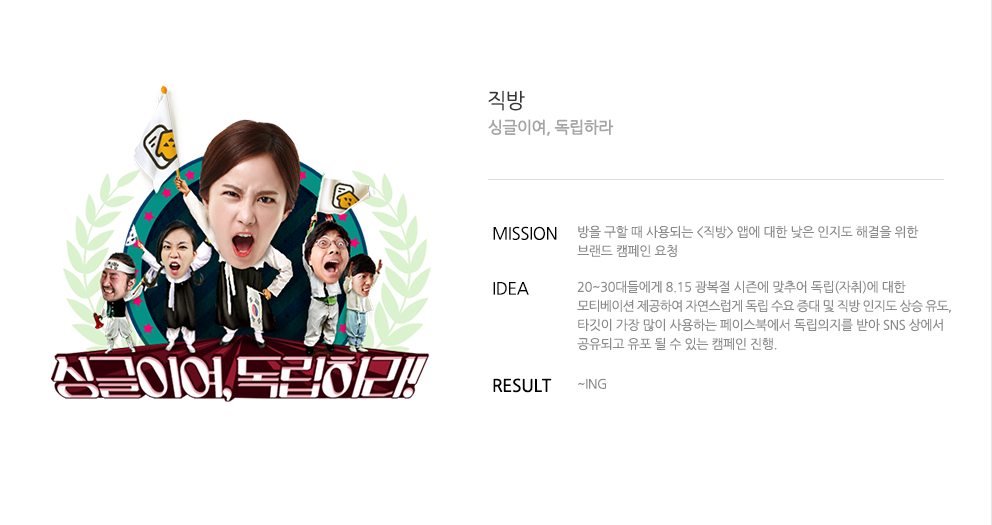 직방
싱글이여, 독립하라
MISSION
방을 구할 때 사용되는 <직방> 앱에 대한 낮은 인지도 해결을 위한
브랜드 캠페인 요청
IDEA
20~30대들에게 8.15 광복절 시즌에 맞추어 독립(자취)에 대한
모티베이션 제공하여 자연스럽게 독립 수요 증대 및 직방 인지도 상승 유도,
타깃이 가장 많이 사용하는 페이스북에서 독립의지를 받아 SNS 상에서
공유되고 유포 될 수 있는 캠페인 진행.
RESULT
~ING
싱글이여, 독립하라!